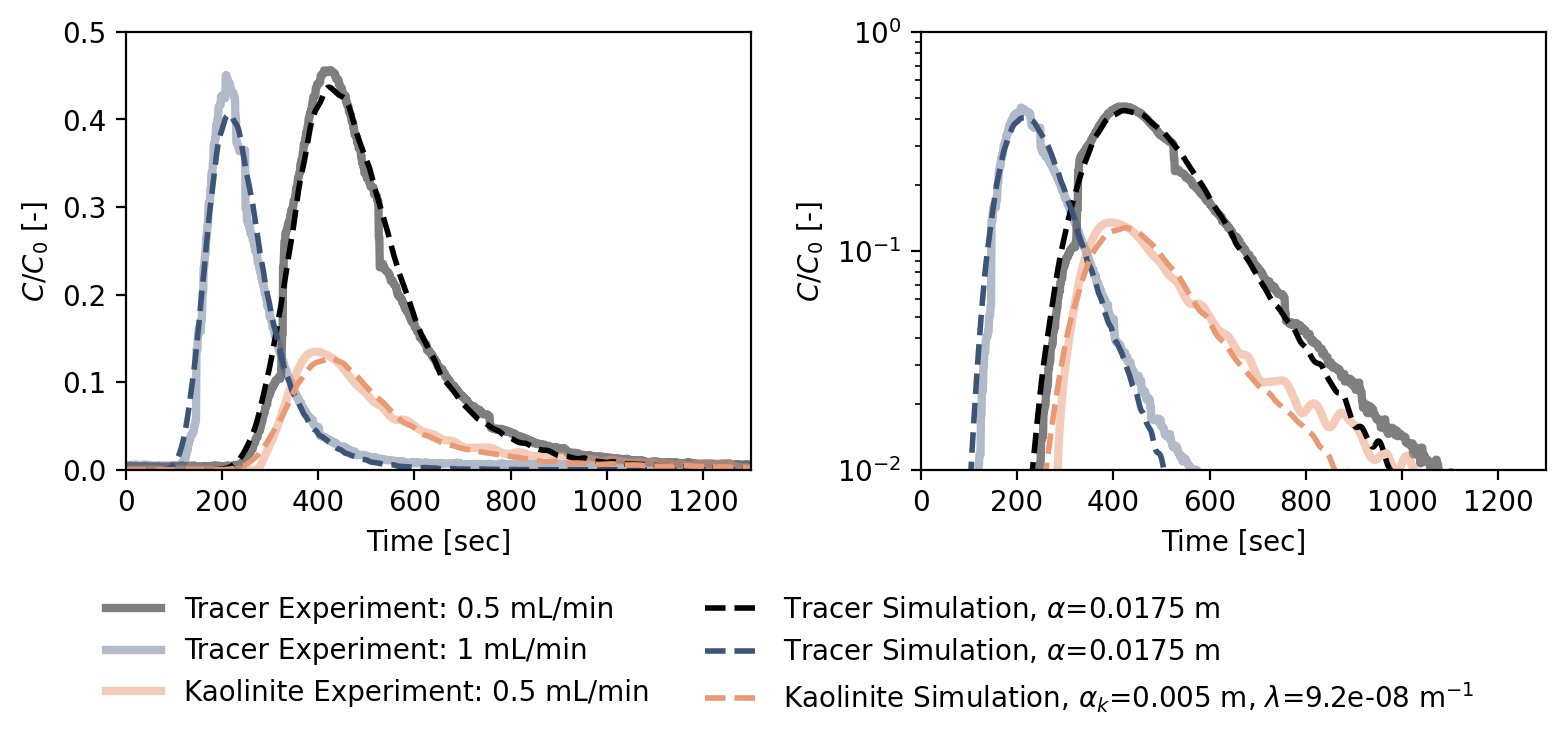 0.5
0.4
0.3
0.2
0.1
0.0
C/C₀ [-]
0 200 400 600 800 1000 1200
Time [sec]
10⁰
10⁻¹
10⁻²
C/C₀ [-]
0 200 400 600 800 1000 1200
Time [sec]
Tracer Experiment: 0.5 mL/min
Tracer Experiment: 1 mL/min
Kaolinite Experiment: 0.5 mL/min
Tracer Simulation, α=0.0175 m
Tracer Simulation, α=0.0175 m
Kaolinite Simulation, αₖ=0.005 m, λ=9.2e-08 m⁻¹